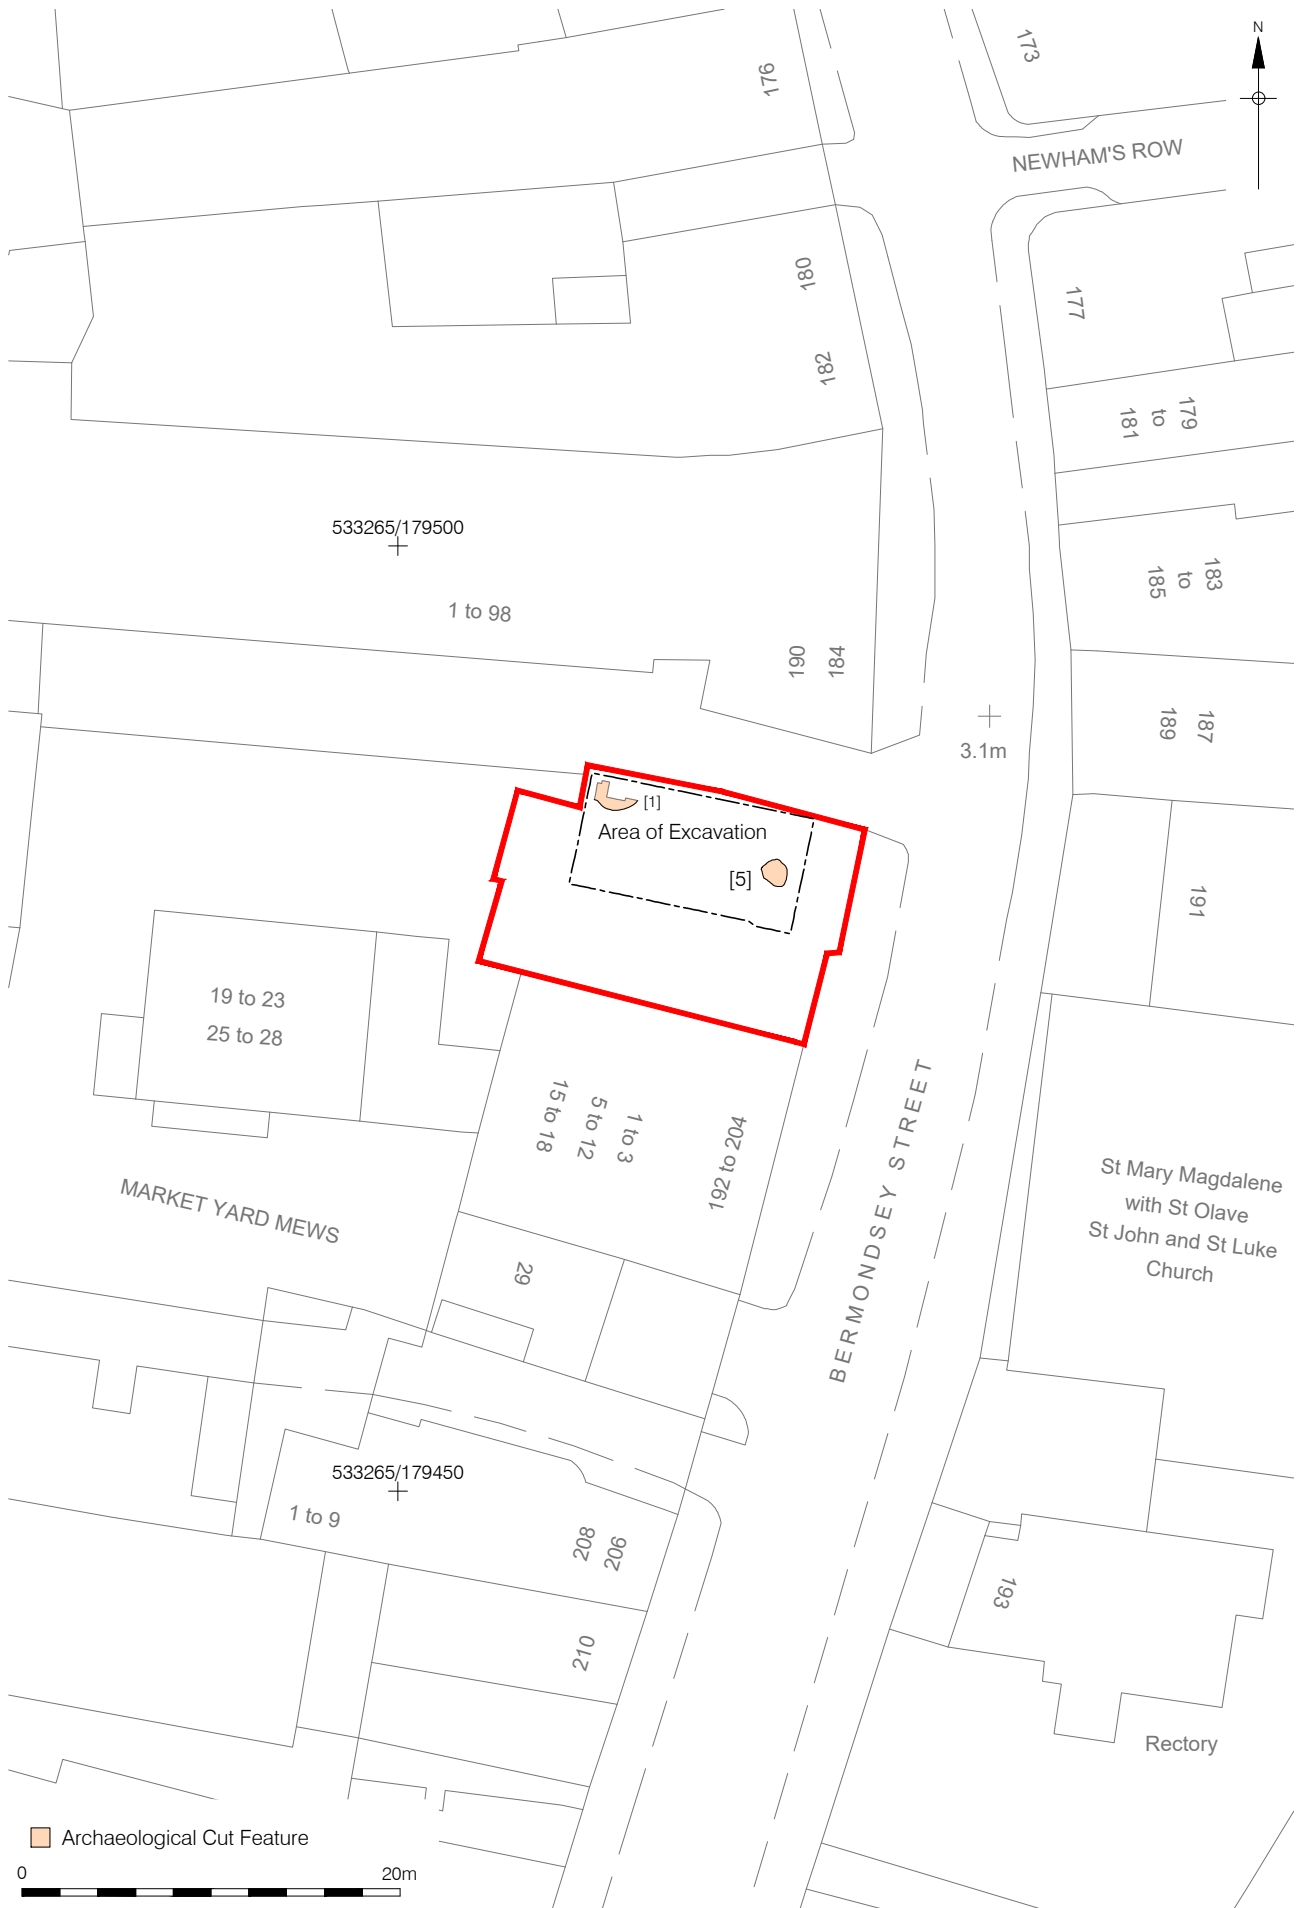 N
173
176
NEWHAM'S ROW
180
177
182
179
to
181
533265/179500
183
to
185
1 to 98
190
184
187
189
3.1m
[1]
Area of Excavation
[5]
191
19 to 23
25 to 28
15 to 18
5 to 12
1 to 3
192 to 204
BERMONDSEY STREET
St Mary Magdalene
with St Olave
St John and St Luke
Church
MARKET YARD MEWS
29
533265/179450
1 to 9
208
206
193
210
Rectory
Archaeological Cut Feature
0
20m